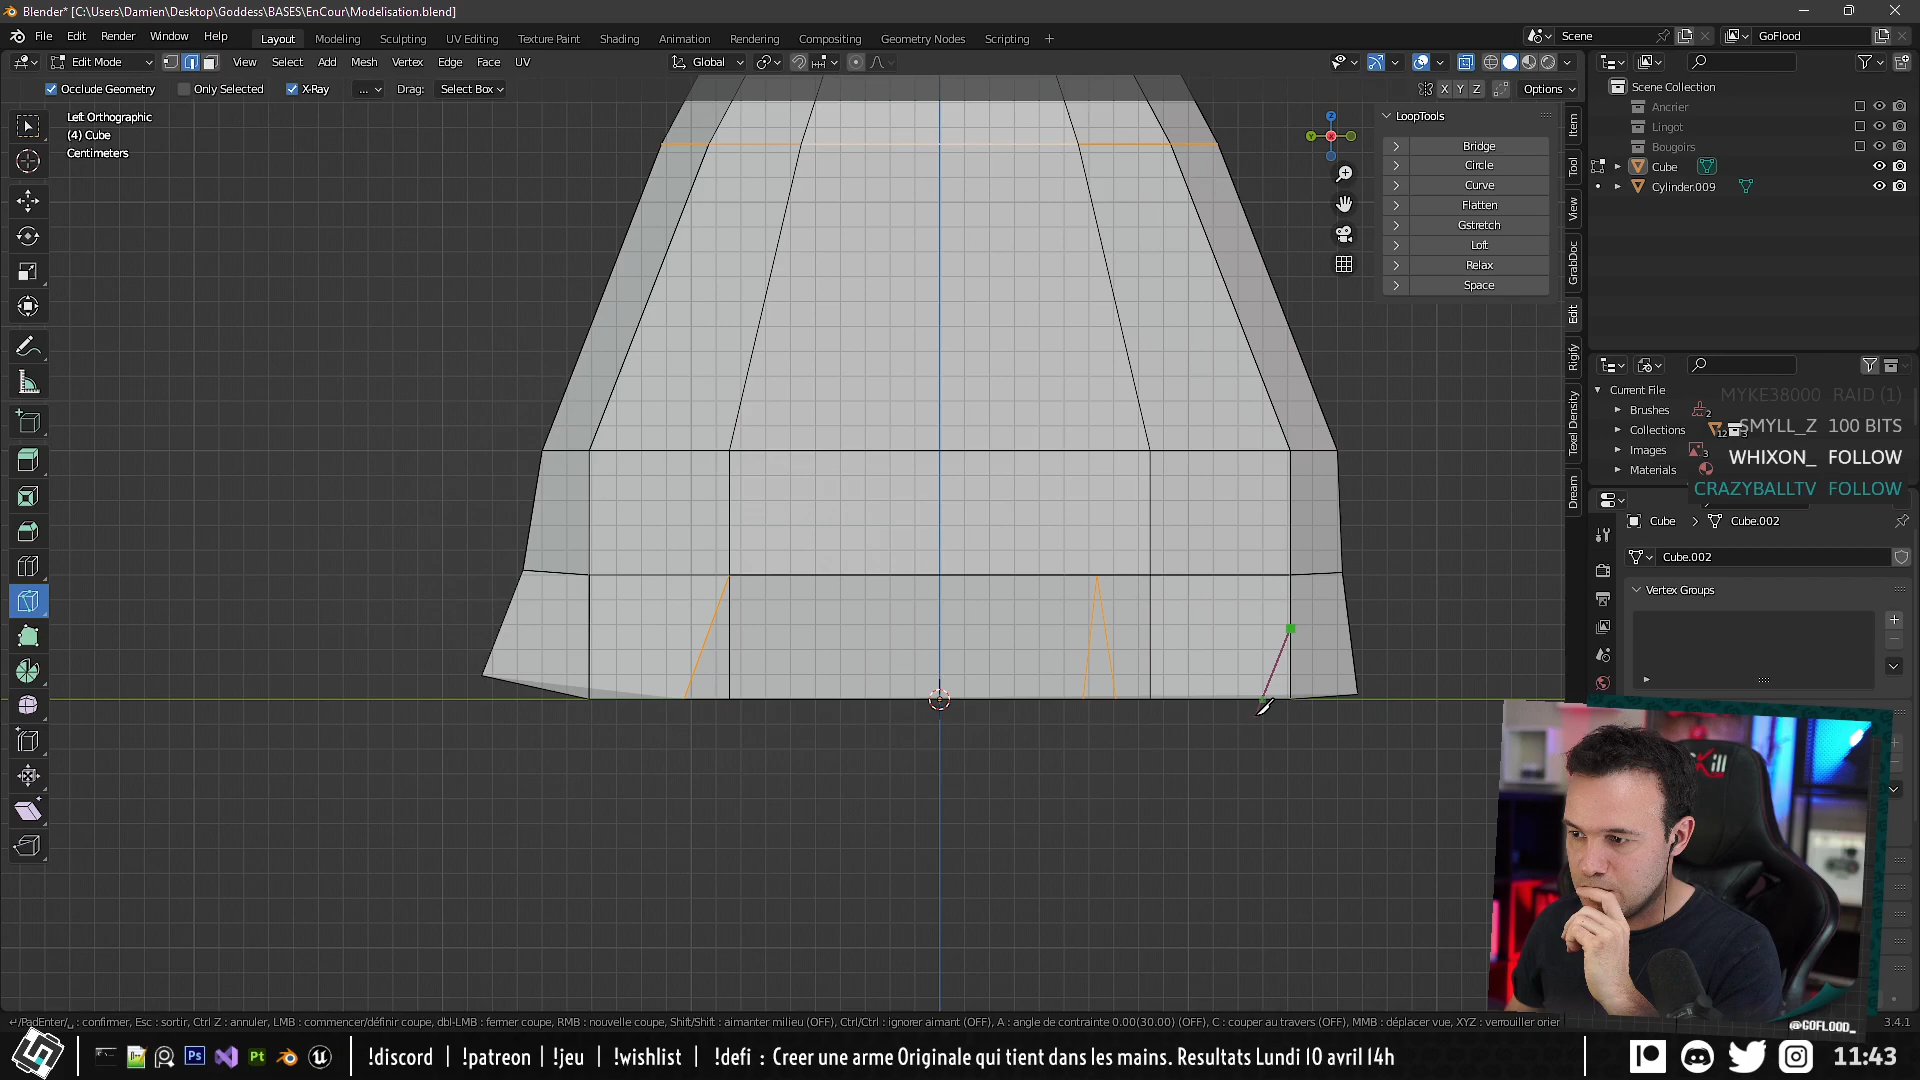 Blender* [C:\Users\Damien\Desktop\Goddess\BASES\EnCour\Modelisation.blend]
File Edit Render Window Help Layout Modeling Sculpting UV Editing Texture Paint Shading Animation Rendering Compositing Geometry Nodes Scripting + Scene GoFlood
Edit Mode View Select Add Mesh Vertex Edge Face UV Global
Occlude Geometry Only Selected X-Ray ... Drag: Select Box X Y Z Options
Left Orthographic
(4) Cube
Centimeters
LoopTools
Bridge
Circle
Curve
Flatten
Gstretch
Loft
Relax
Space
Item
Tool
View
GrabDoc
Edit
Rigify
Texel Density
Dream
Scene Collection
Ancrier
Lingot
Bougoirs
Cube
Cylinder.009
Current File
Brushes 2
Collections 12 3
Images 3
Materials
MYKE38000 RAID (1)
SMYLL_Z 100 BITS
WHIXON_ FOLLOW
CRAZYBALLTV FOLLOW
Cube > Cube.002
Cube.002
Vertex Groups
Kill
@GOFLOOD_
: confirmer, Esc : sortir, Ctrl Z : annuler, LMB : commencer/définir coupe, dbl-LMB : fermer coupe, RMB : nouvelle coupe, Shift/Shift : aimanter milieu (OFF), Ctrl/Ctrl : ignorer aimant (OFF), A : angle de contrainte 0.00(30.00) (OFF), C : couper au travers (OFF), MMB : déplacer vue, XYZ : verrouiller orier
3.4.1
!discord | !patreon | !jeu | !wishlist | !defi : Creer une arme Originale qui tient dans les mains. Resultats Lundi 10 avril 14h
11:43